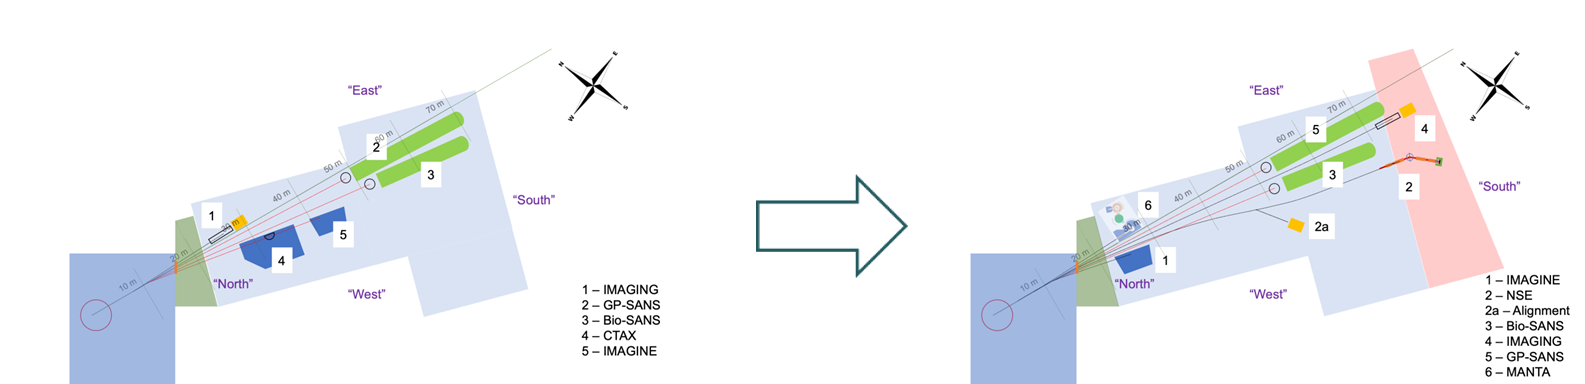 N
E
W
S
"East"
70 m
60 m
2
50 m
3
40 m
"South"
1
30 m
5
4
20 m
"North"
"West"
10 m
1 – IMAGING
2 – GP-SANS
3 – Bio-SANS
4 – CTAX
5 – IMAGINE
N
E
W
S
"East"
70 m
5
4
50 m
3
2
"South"
40 m
6
30 m
2a
20 m
1
"North"
"West"
10 m
1 – IMAGINE
2 – NSE
2a – Alignment
3 – Bio-SANS
4 – IMAGING
5 – GP-SANS
6 – MANTA